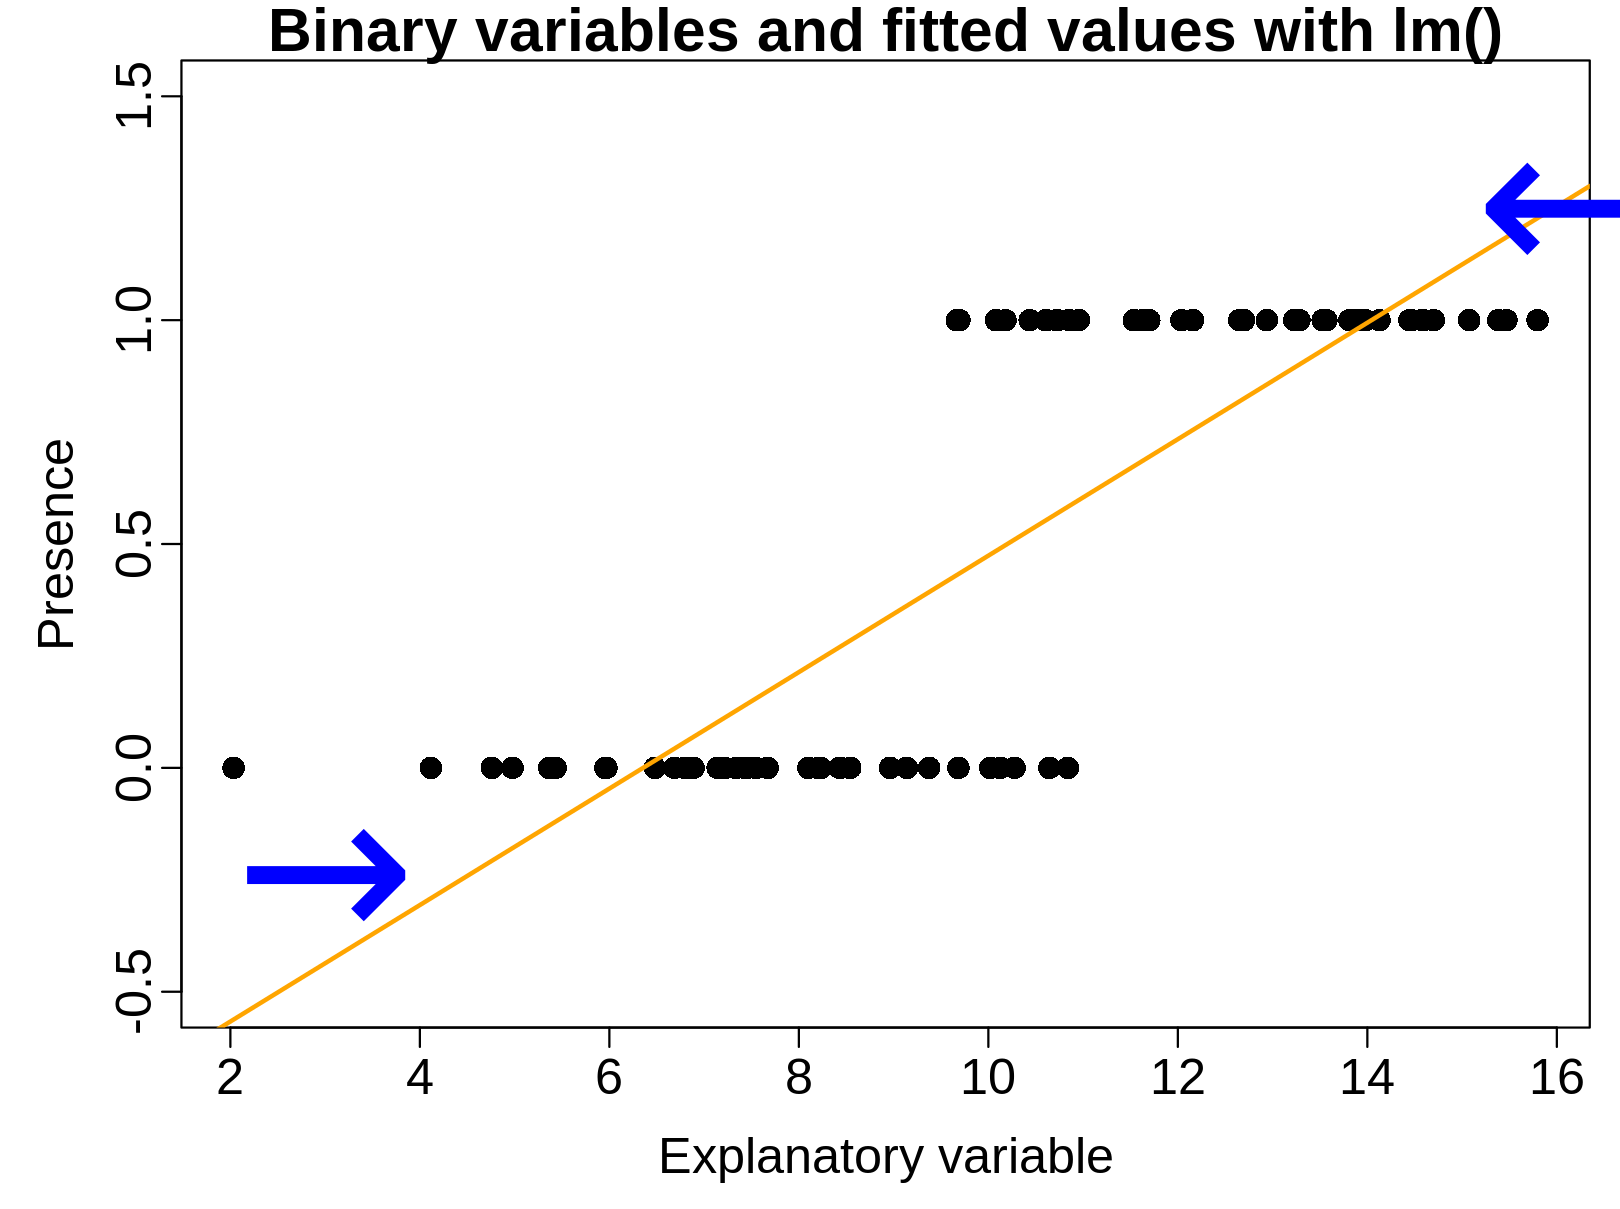 Binary variables and fitted values with lm()
1.5
1.0
0.5
0.0
-0.5
Presence
2 4 6 8 10 12 14 16
Explanatory variable